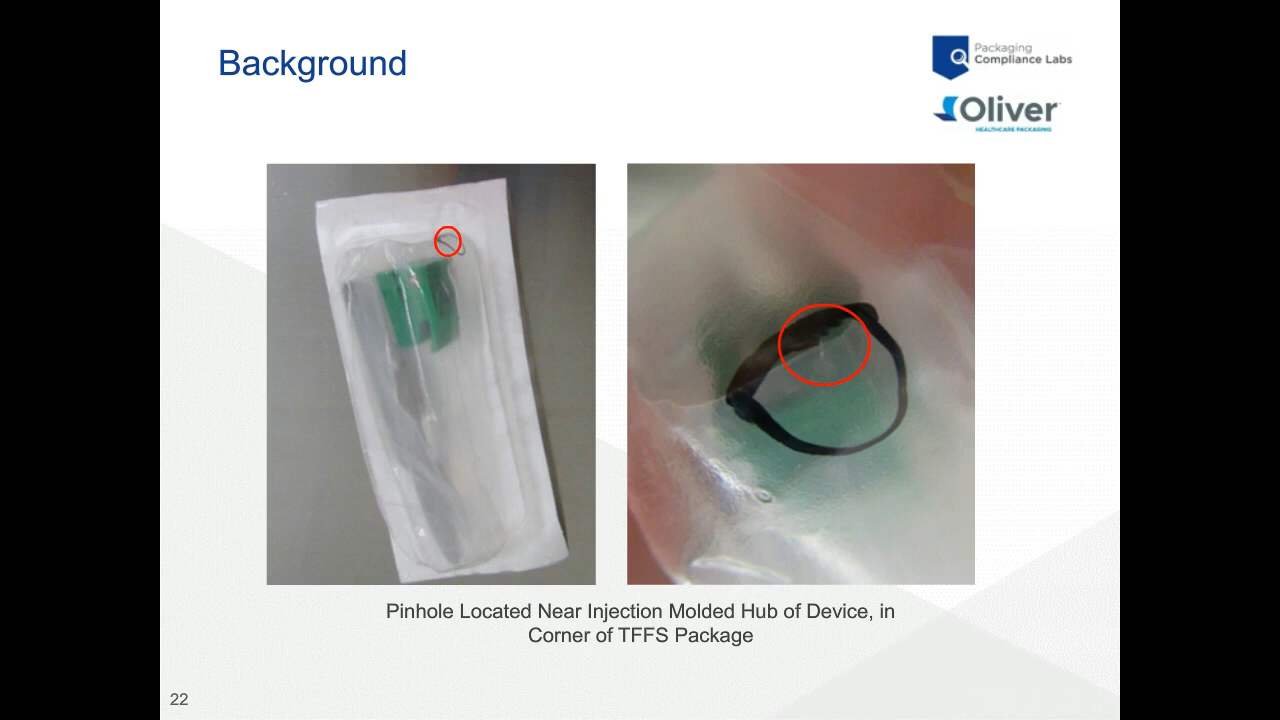 Background
Packaging
Compliance Labs
Oliver
HEALTHCARE PACKAGING
Pinhole Located Near Injection Molded Hub of Device, in
Corner of TFFS Package
22